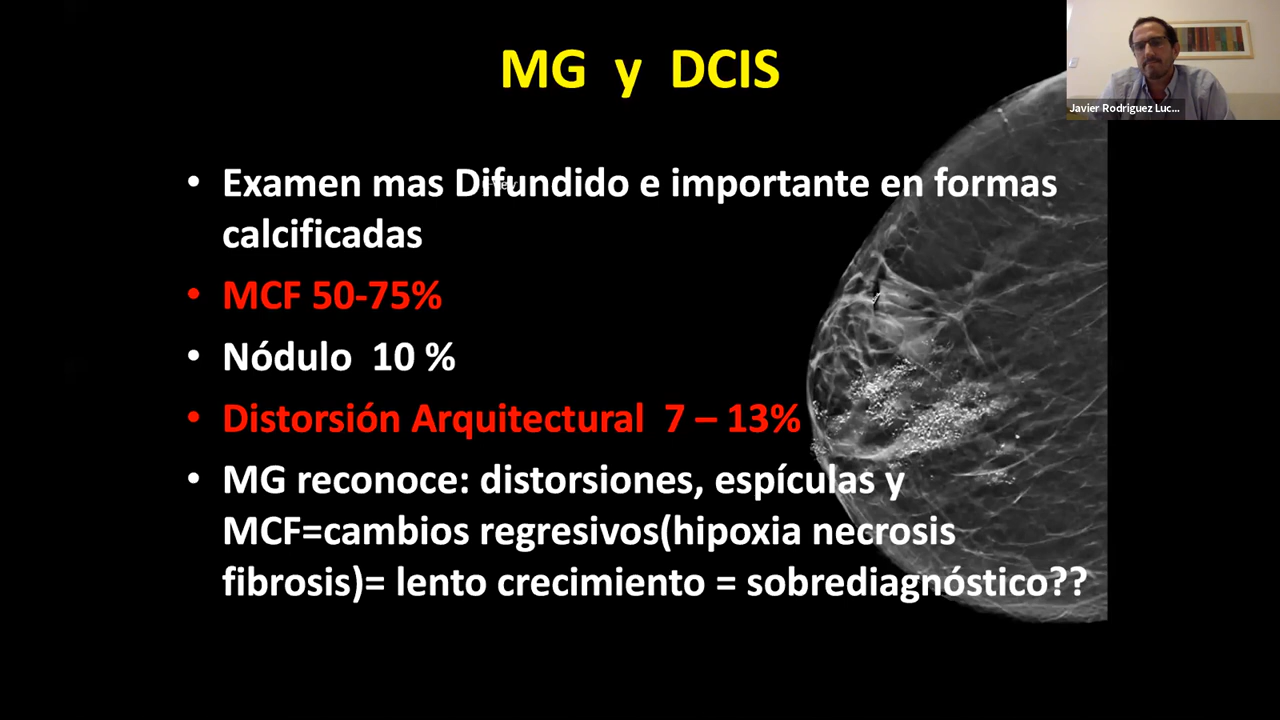 MG y DCIS
Javier Rodriguez Luc...
• Examen mas Difundido e importante en formas
calcificadas
• MCF 50-75%
• Nódulo 10 %
• Distorsión Arquitectural 7 – 13%
• MG reconoce: distorsiones, espículas y
MCF=cambios regresivos(hipoxia necrosis
fibrosis)= lento crecimiento = sobrediagnóstico??